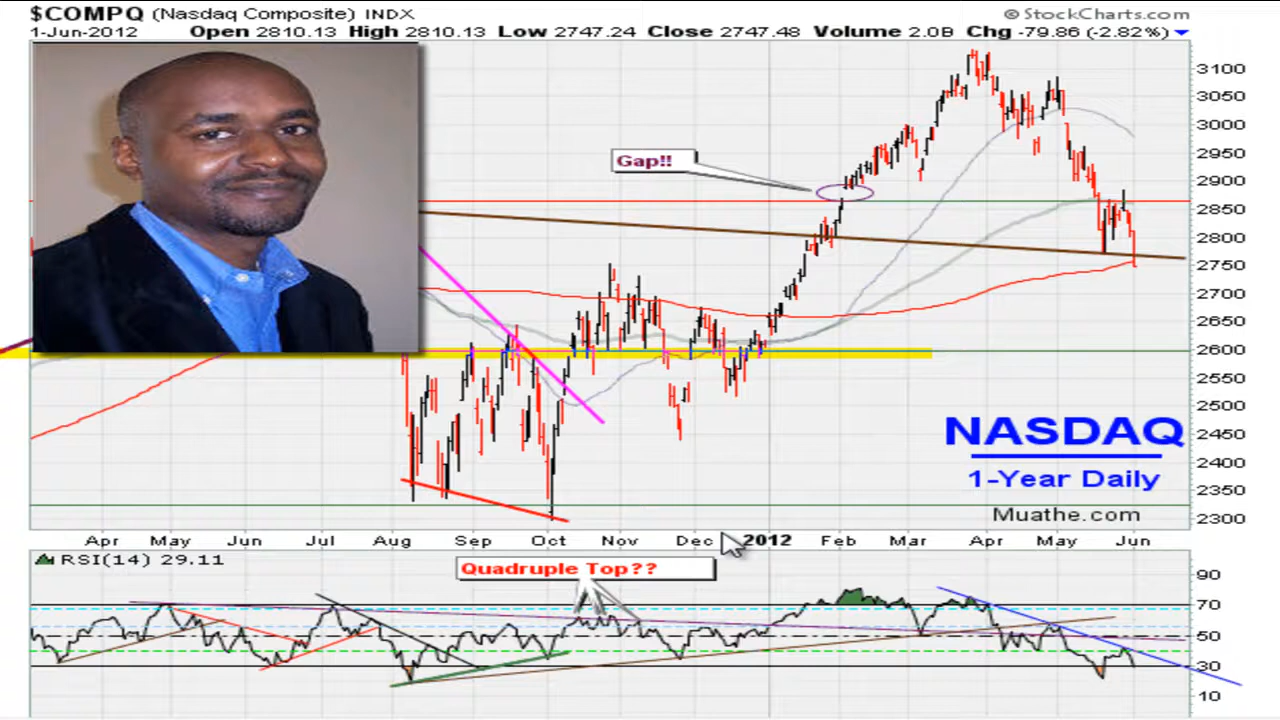 $COMPQ (Nasdaq Composite) INDX
© StockCharts.com
1-Jun-2012 Open 2810.13 High 2810.13 Low 2747.24 Close 2747.48 Volume 2.0B Chg -79.86 (-2.82%)
3100
3050
3000
2950
Gap!!
2900
2850
2800
2750
2700
2650
2600
2550
2500
2450
2400
2350
2300
NASDAQ
1-Year Daily
Muathe.com
Apr May Jun Jul Aug Sep Oct Nov Dec 2012 Feb Mar Apr May Jun
RSI(14) 29.11
Quadruple Top??
90
70
50
30
10